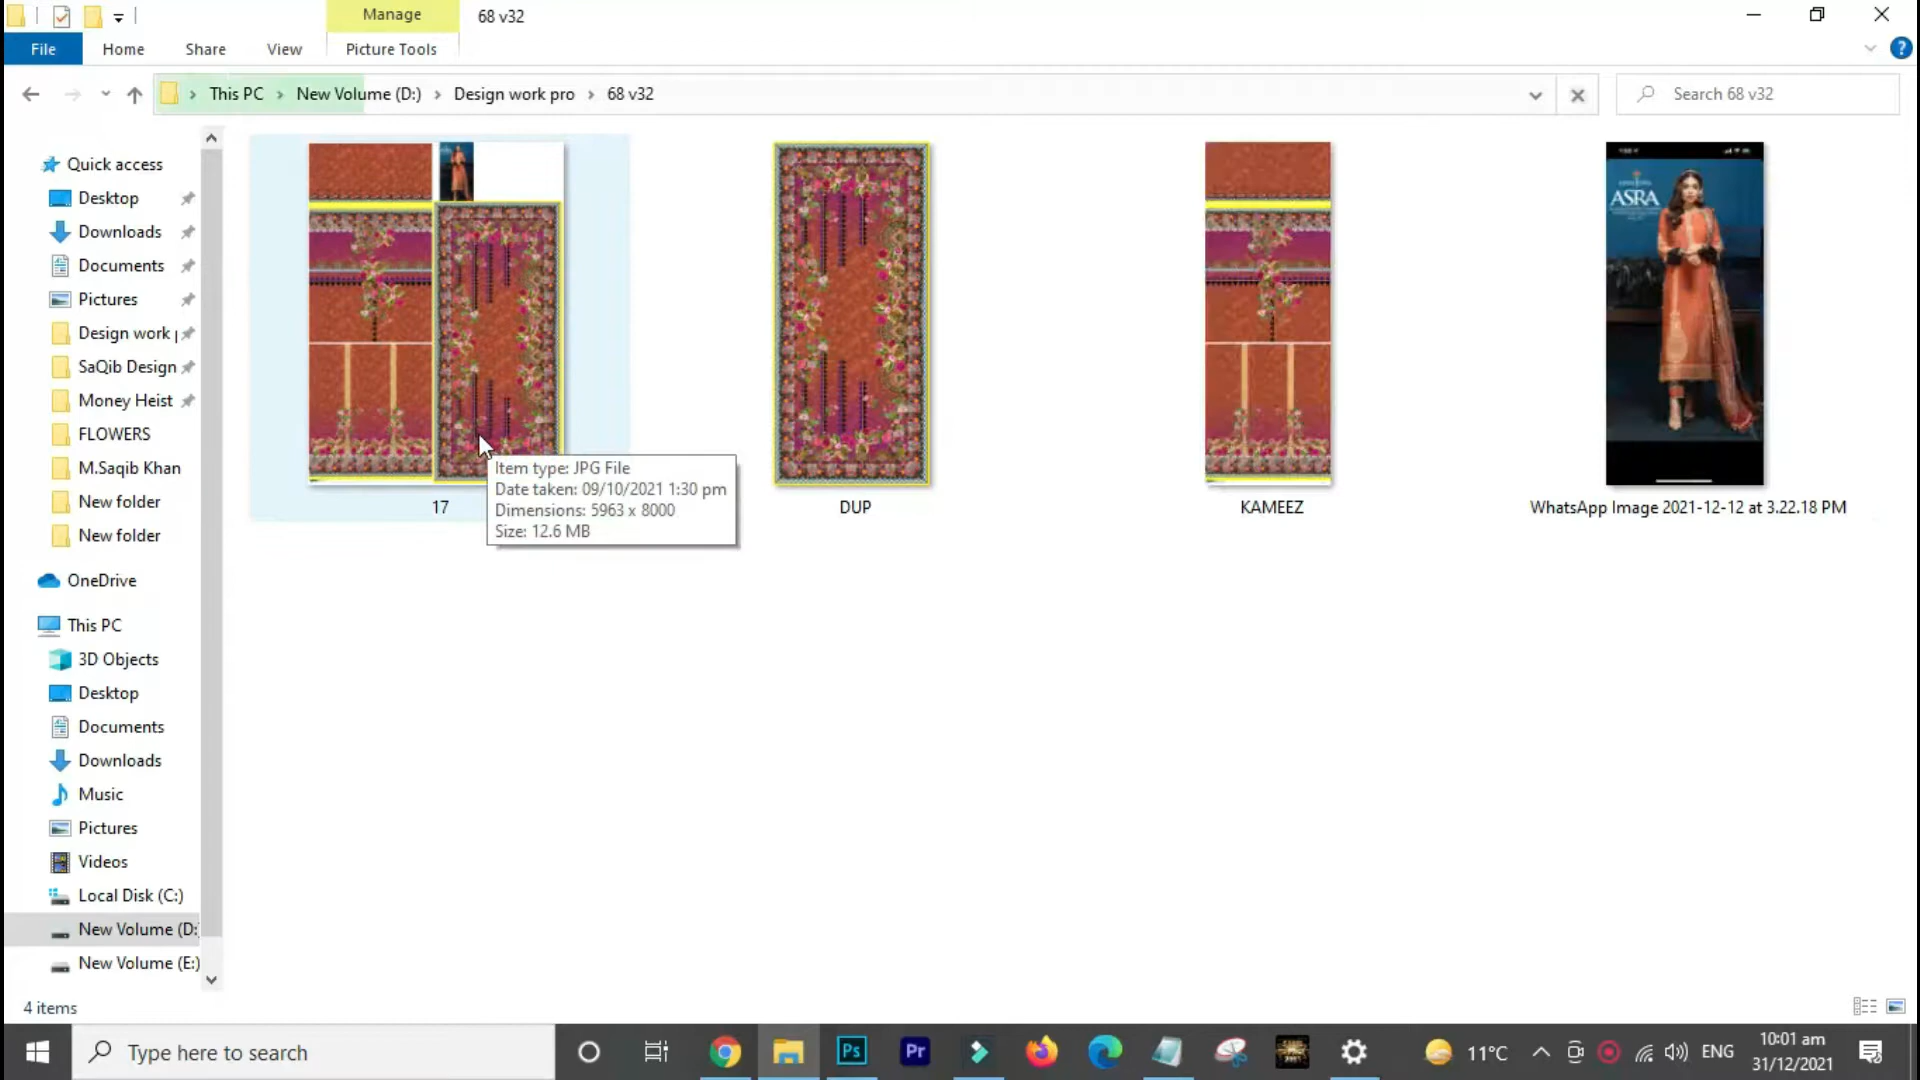 Manage
68 v32
File
Home
Share
View
Picture Tools
This PC
New Volume (D:)
Design work pro
68 v32
Search 68 v32
Quick access
Desktop
Downloads
Documents
Pictures
Design work p
SaQib Design
Money Heist
FLOWERS
M.Saqib Khan
New folder
New folder
OneDrive
This PC
3D Objects
Desktop
Documents
Downloads
Music
Pictures
Videos
Local Disk (C:)
New Volume (D:)
New Volume (E:)
ASRA
17
DUP
KAMEEZ
WhatsApp Image 2021-12-12 at 3.22.18 PM
Item type: JPG File
Date taken: 09/10/2021 1:30 pm
Dimensions: 5963 x 8000
Size: 12.6 MB
4 items
Type here to search
Ps
Pr
11°C
ENG
10:01 am
31/12/2021